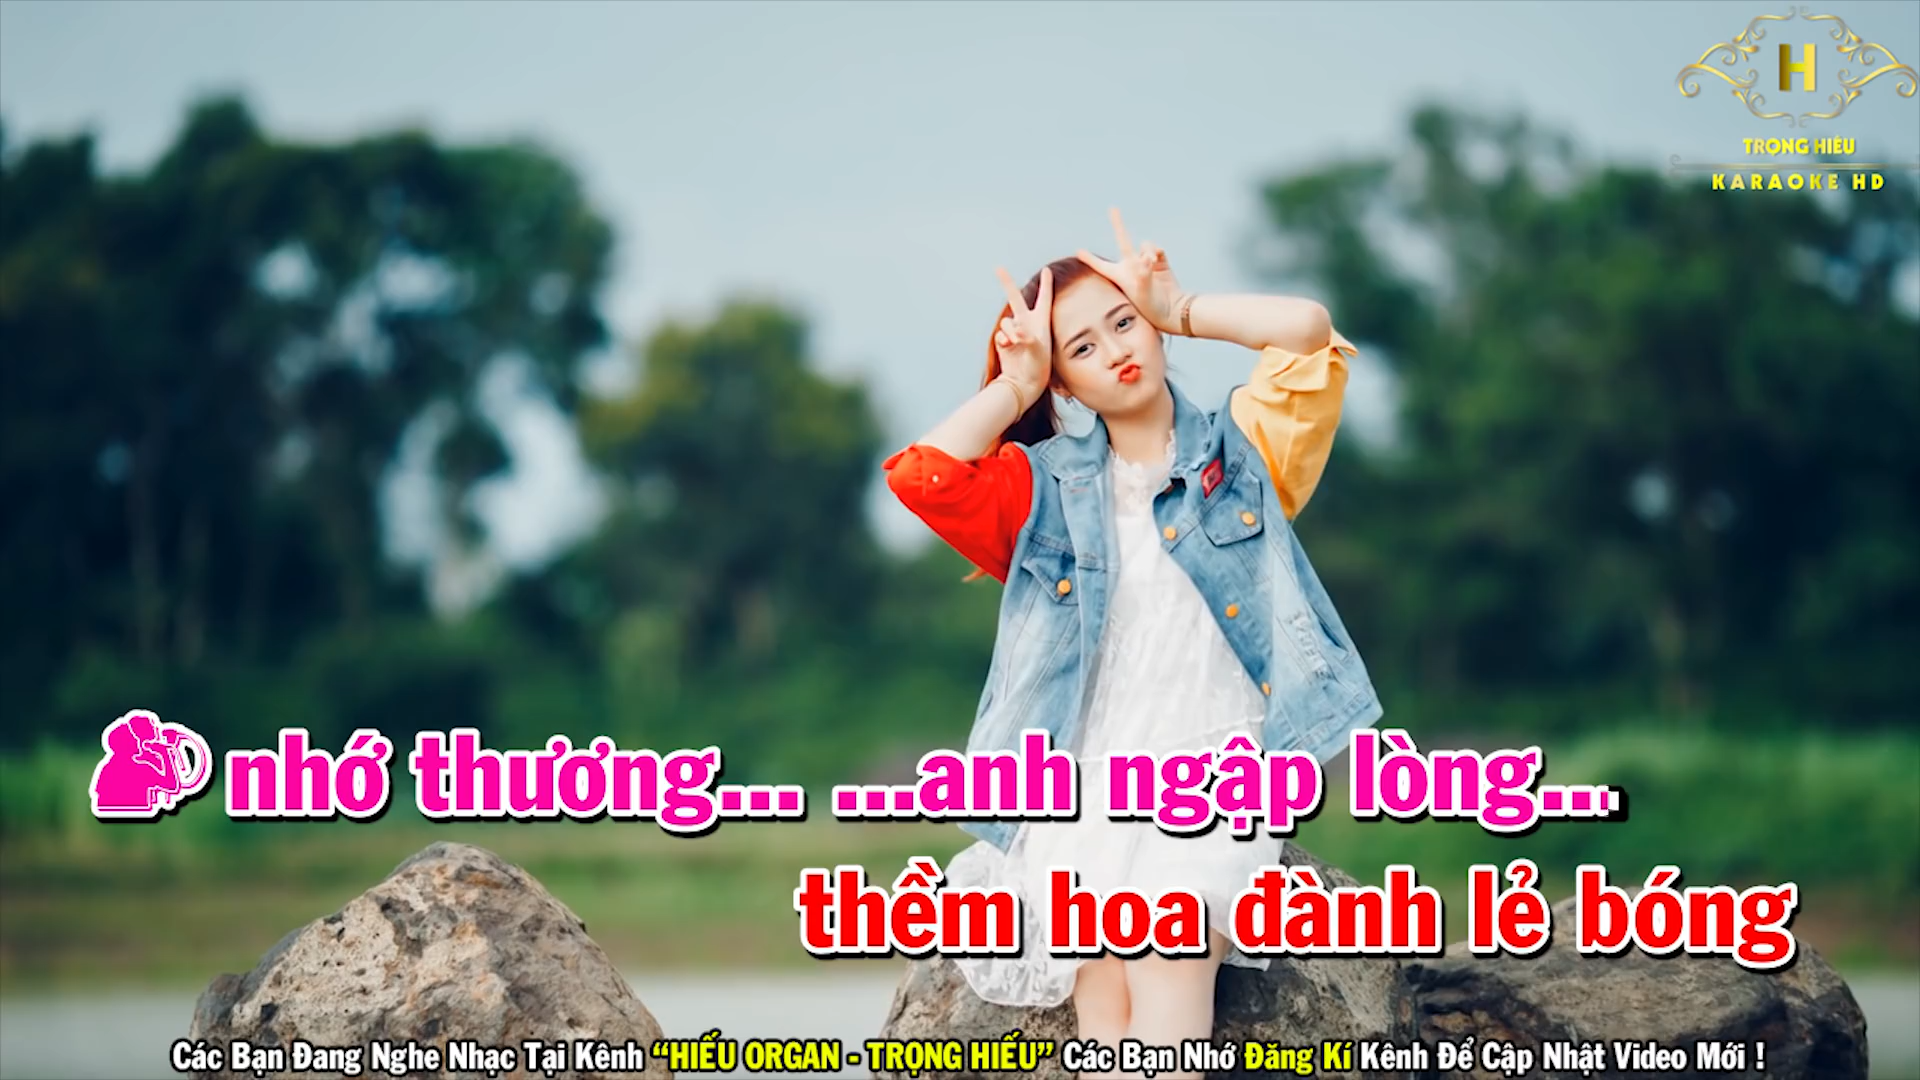 H
TRỌNG HIẾU
KARAOKE HD
nhớ thương... ...anh ngập lòng...
thềm hoa đành lẻ bóng
Các Bạn Đang Nghe Nhạc Tại Kênh “HIẾU ORGAN - TRỌNG HIẾU” Các Bạn Nhớ Đăng Kí Kênh Để Cập Nhật Video Mới !